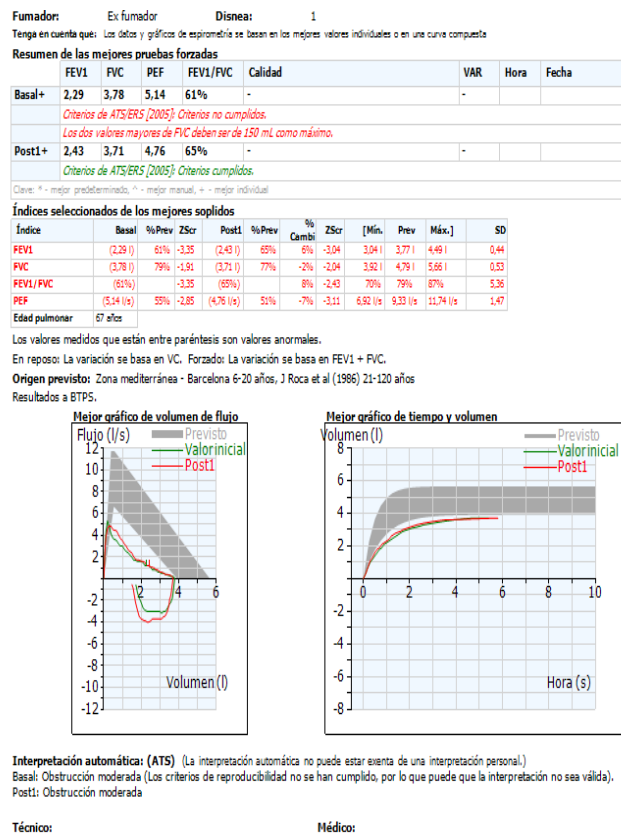 Fumador: Ex fumador Disnea: 1
Tenga en cuenta que: Los datos y gráficos de espirometría se basan en los mejores valores individuales o en una curva compuesta
Resumen de las mejores pruebas forzadas
FEV1 FVC PEF FEV1/FVC Calidad VAR Hora Fecha
Basal+ 2,29 3,78 5,14 61% - -
Criterios de ATS/ERS [2005]: Criterios no cumplidos.
Los dos valores mayores de FVC deben ser de 150 mL como máximo.
Post1+ 2,43 3,71 4,76 65% - -
Criterios de ATS/ERS [2005]: Criterios cumplidos.
Clave: * - mejor predeterminado, ^ - mejor manual, + - mejor individual
Índices seleccionados de los mejores soplidos
Índice Basal %Prev ZScr Post1 %Prev % Cambi ZScr [Mín. Prev Máx.] SD
FEV1 (2,29 l) 61% -3,35 (2,43 l) 65% 6% -3,04 3,04 l 3,77 l 4,49 l 0,44
FVC (3,78 l) 79% -1,91 (3,71 l) 77% -2% -2,04 3,92 l 4,79 l 5,66 l 0,53
FEV1/FVC (61%) -3,35 (65%) 8% -2,43 70% 79% 87% 5,36
PEF (5,14 l/s) 55% -2,85 (4,76 l/s) 51% -7% -3,11 6,92 l/s 9,33 l/s 11,74 l/s 1,47
Edad pulmonar 67 años
Los valores medidos que están entre paréntesis son valores anormales.
En reposo: La variación se basa en VC. Forzado: La variación se basa en FEV1 + FVC.
Origen previsto: Zona mediterránea - Barcelona 6-20 años, J Roca et al (1986) 21-120 años
Resultados a BTPS.
Mejor gráfico de volumen de flujo
Flujo (l/s)
Previsto
Valorinicial
Post1
12
10
8
6
4
2
2 4 6
-2
-4
-6
-8
-10
-12
Volumen (l)
Mejor gráfico de tiempo y volumen
Volumen (l)
Previsto
Valorinicial
Post1
8
6
4
2
0 2 4 6 8 10
-2
-4
-6
-8
Hora (s)
Interpretación automática: (ATS) (La interpretación automática no puede estar exenta de una interpretación personal.)
Basal: Obstrucción moderada (Los criterios de reproducibilidad no se han cumplido, por lo que puede que la interpretación no sea válida).
Post1: Obstrucción moderada
Técnico: Médico: